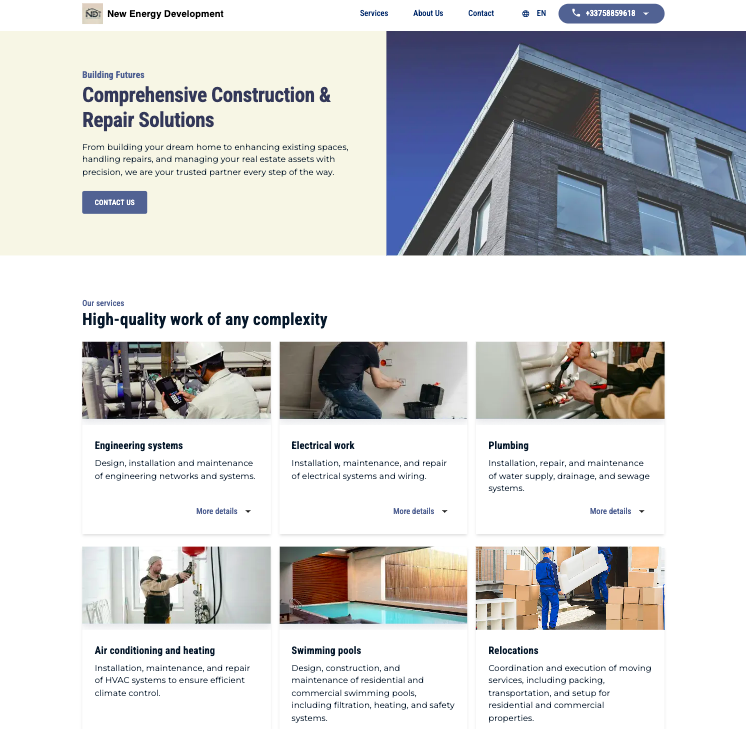 NDT New Energy Development
Services About Us Contact EN +33758859618
Building Futures
Comprehensive Construction &
Repair Solutions
From building your dream home to enhancing existing spaces,
handling repairs, and managing your real estate assets with
precision, we are your trusted partner every step of the way.
CONTACT US
Our services
High-quality work of any complexity
Engineering systems
Design, installation and maintenance
of engineering networks and systems.
More details
Electrical work
Installation, maintenance, and repair
of electrical systems and wiring.
More details
Plumbing
Installation, repair, and maintenance
of water supply, drainage, and sewage
systems.
More details
Air conditioning and heating
Installation, maintenance, and repair
of HVAC systems to ensure efficient
climate control.
Swimming pools
Design, construction, and
maintenance of residential and
commercial swimming pools,
including filtration, heating, and safety
systems.
Relocations
Coordination and execution of moving
services, including packing,
transportation, and setup for
residential and commercial
properties.